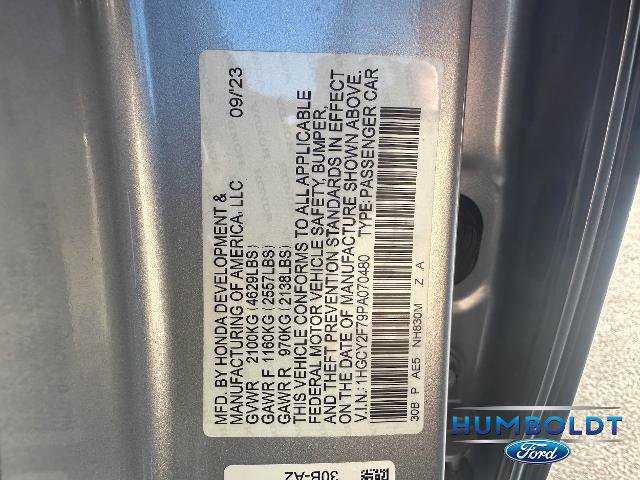 MFD. BY HONDA DEVELOPMENT & 09/23
MANUFACTURING OF AMERICA, LLC
GVWR 2100KG (4629LBS)
GAWR F 1160KG (2557LBS)
GAWR R 970KG (2138LBS)
THIS VEHICLE CONFORMS TO ALL APPLICABLE
FEDERAL MOTOR VEHICLE SAFETY, BUMPER,
AND THEFT PREVENTION STANDARDS IN EFFECT
ON THE DATE OF MANUFACTURE SHOWN ABOVE.
V.I.N.: 1HGCY2F79PA070480 TYPE: PASSENGER CAR
30B P AE5 NH830M Z A
30B-A2
HUMBOLDT
Ford